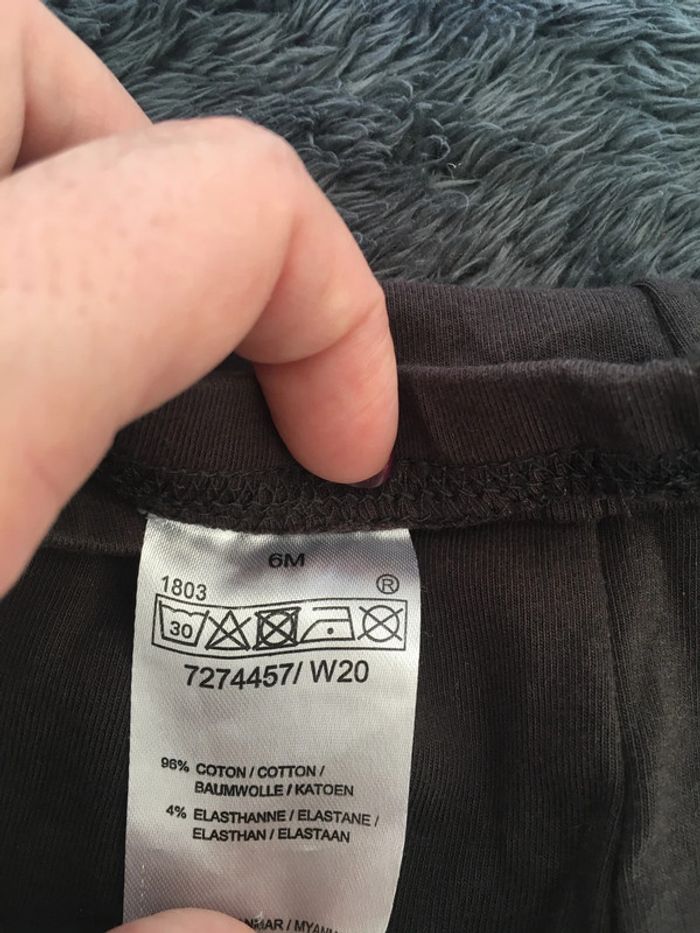 6M
1803 ®
30
7274457/ W20
96% COTON / COTTON /
BAUMWOLLE / KATOEN
4% ELASTHANNE / ELASTANE /
ELASTHAN / ELASTAAN